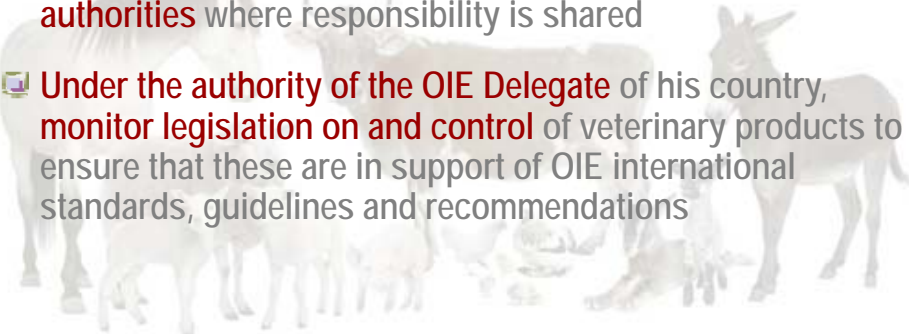 authorities where responsibility is shared
Under the authority of the OIE Delegate of his country,
monitor legislation on and control of veterinary products to
ensure that these are in support of OIE international
standards, guidelines and recommendations